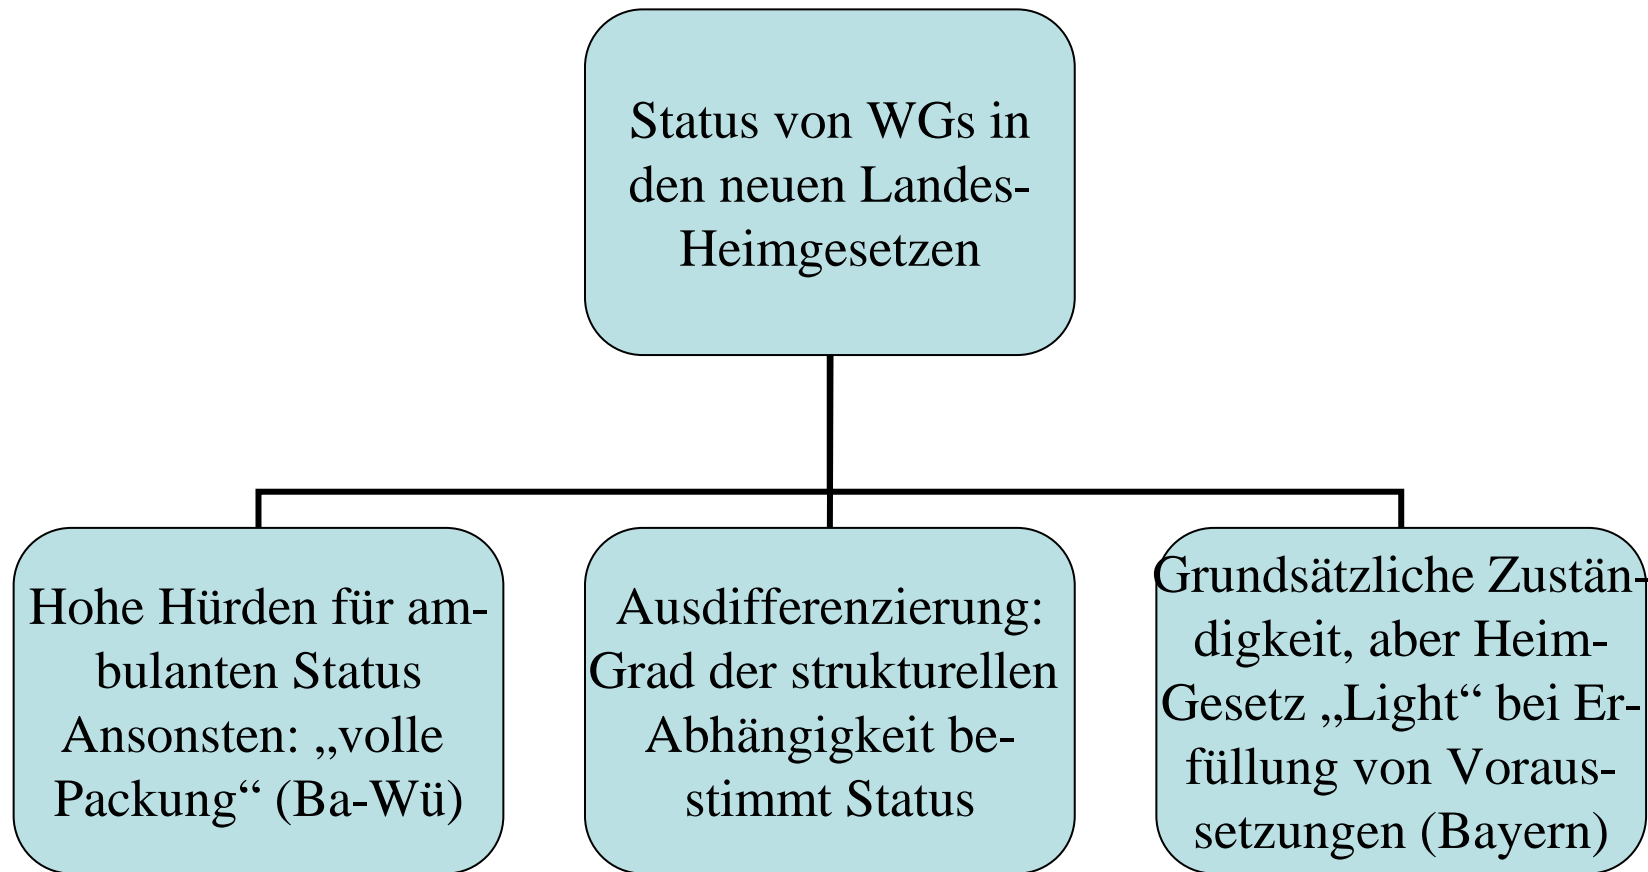 Status von WGs in
den neuen Landes-
Heimgesetzen
Hohe Hürden für am-
bulanten Status
Ansonsten: „volle
Packung“ (Ba-Wü)
Ausdifferenzierung:
Grad der strukturellen
Abhängigkeit be-
stimmt Status
Grundsätzliche Zustän-
digkeit, aber Heim-
Gesetz „Light“ bei Er-
füllung von Voraus-
setzungen (Bayern)